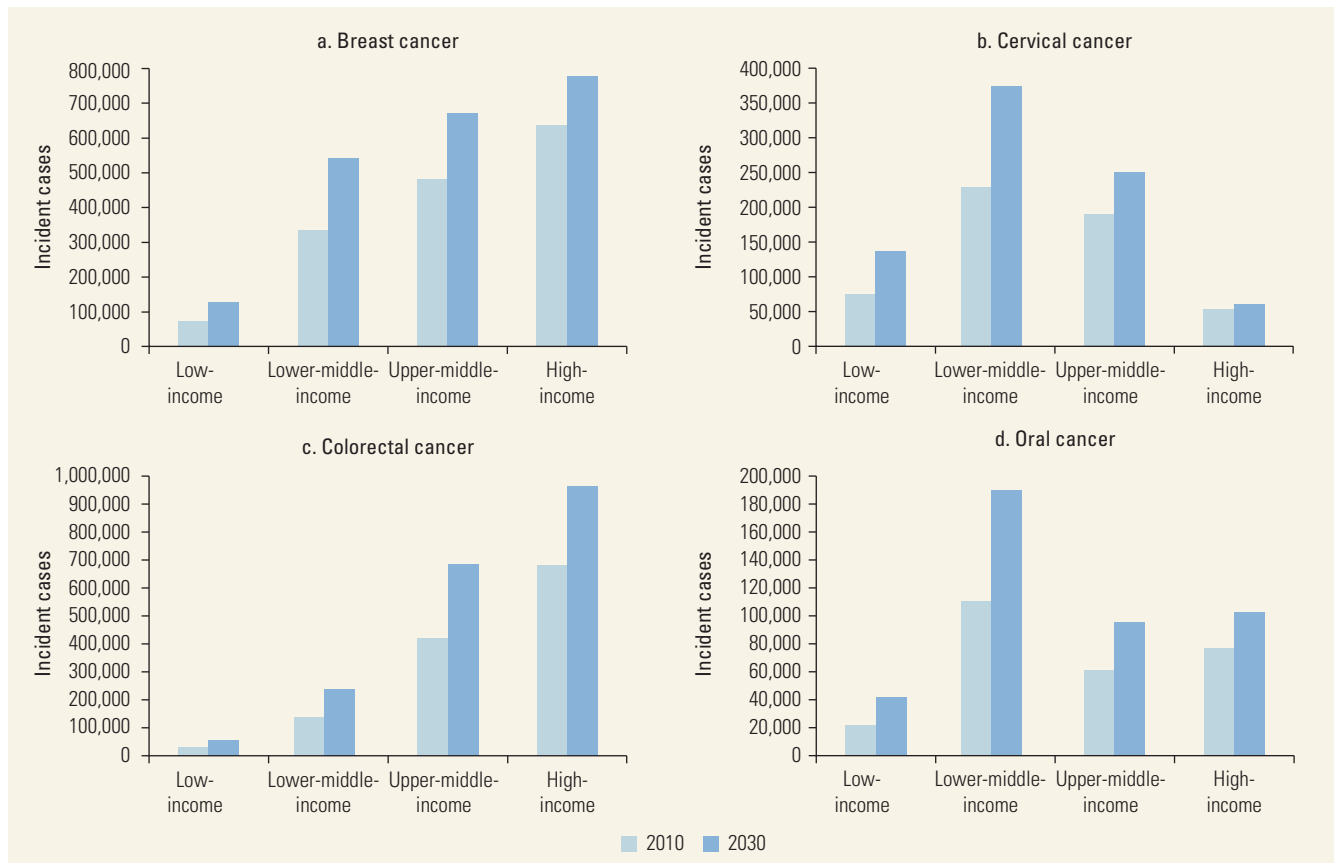 a. Breast cancer
800,000
700,000
600,000
500,000
400,000
300,000
200,000
100,000
0
Incident cases
Low-
income
Lower-middle-
income
Upper-middle-
income
High-
income
b. Cervical cancer
400,000
350,000
300,000
250,000
200,000
150,000
100,000
50,000
0
Incident cases
Low-
income
Lower-middle-
income
Upper-middle-
income
High-
income
c. Colorectal cancer
1,000,000
900,000
800,000
700,000
600,000
500,000
400,000
300,000
200,000
100,000
0
Incident cases
Low-
income
Lower-middle-
income
Upper-middle-
income
High-
income
d. Oral cancer
200,000
180,000
160,000
140,000
120,000
100,000
80,000
60,000
40,000
20,000
0
Incident cases
Low-
income
Lower-middle-
income
Upper-middle-
income
High-
income
2010 2030